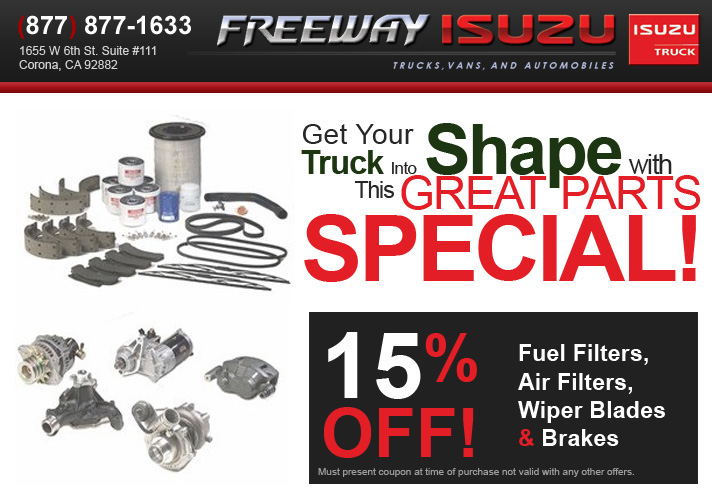 (877) 877-1633
1655 W 6th St. Suite #111
Corona, CA 92882
FREEWAY ISUZU
TRUCKS, VANS, AND AUTOMOBILES
ISUZU
TRUCK
Get Your
Truck Into Shape with
This GREAT PARTS
SPECIAL!
15%
OFF!
Fuel Filters,
Air Filters,
Wiper Blades
& Brakes
Must present coupon at time of purchase not valid with any other offers.